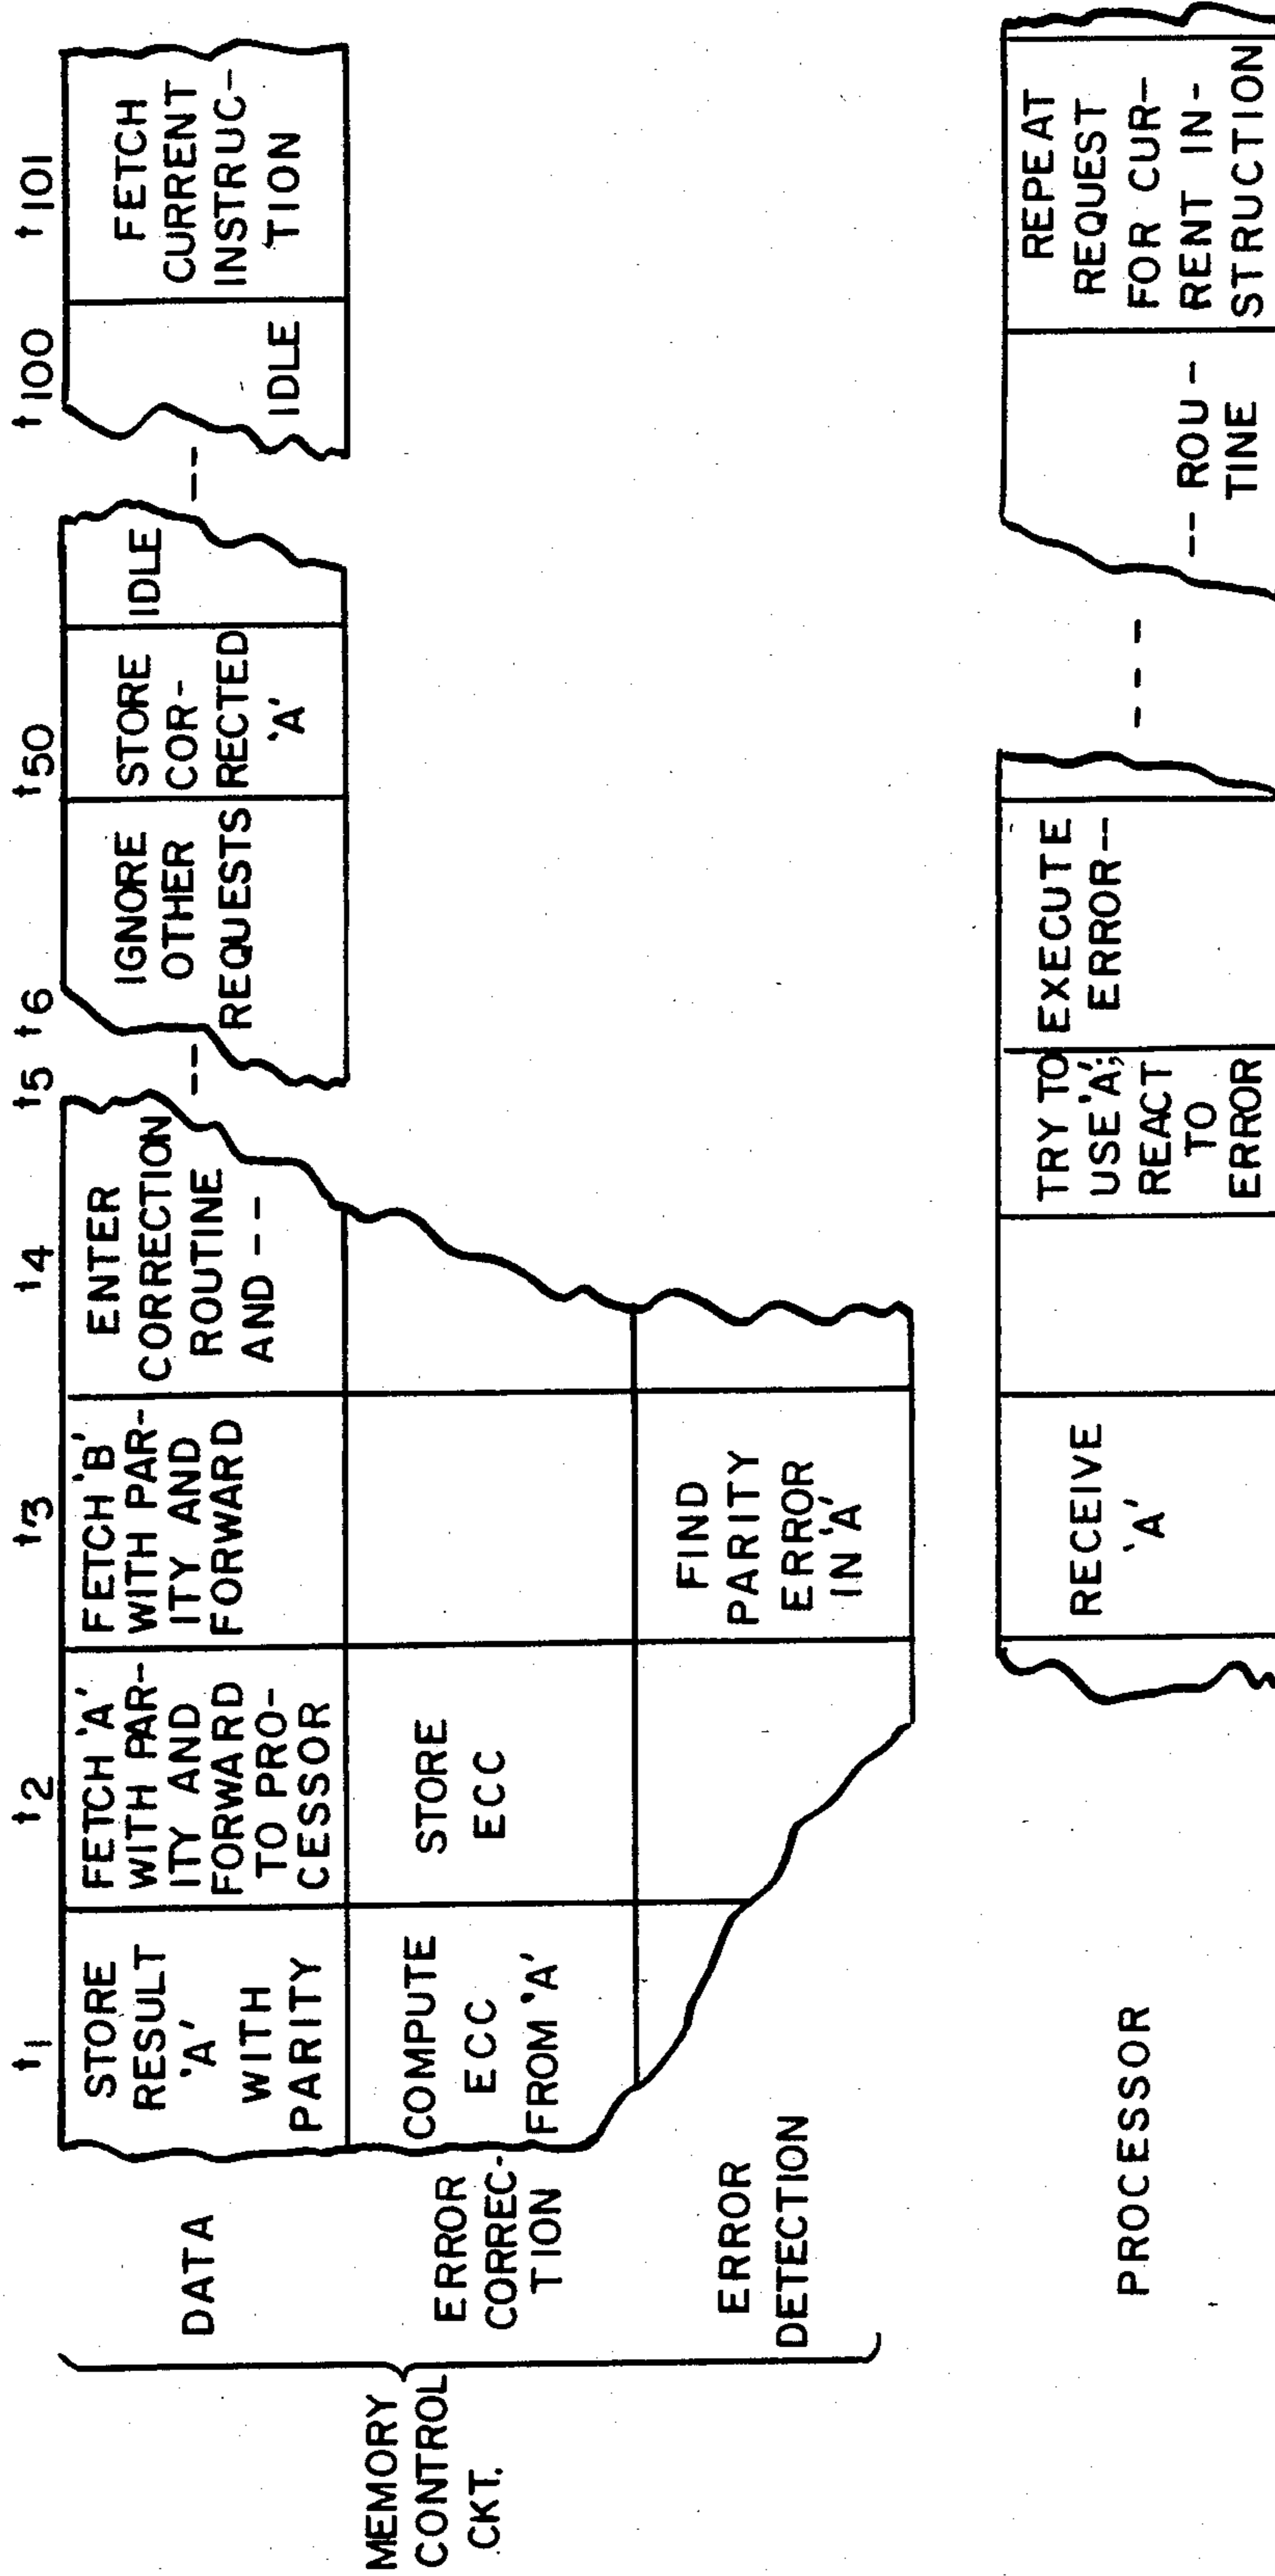 t1
t2
t3
t4
t5
t6
t50
t100
t101
MEMORY
CONTROL
CKT.
DATA
STORE
RESULT
'A'
WITH
PARITY
FETCH 'A'
WITH PAR-
ITY AND
FORWARD
TO PRO-
CESSOR
FETCH 'B'
WITH PAR-
ITY AND
FORWARD
ENTER
CORRECTION
ROUTINE
AND --
--
IGNORE
OTHER
REQUESTS
STORE
COR-
RECTED
'A'
IDLE
--
IDLE
FETCH
CURRENT
INSTRUC-
TION
ERROR
CORREC-
TION
COMPUTE
ECC
FROM 'A'
STORE
ECC
ERROR
DETECTION
FIND
PARITY
ERROR
IN 'A'
PROCESSOR
RECEIVE
'A'
TRY TO
USE 'A';
REACT
TO
ERROR
EXECUTE
ERROR--
---
-- ROU-
TINE
REPEAT
REQUEST
FOR CUR-
RENT IN-
STRUCTION